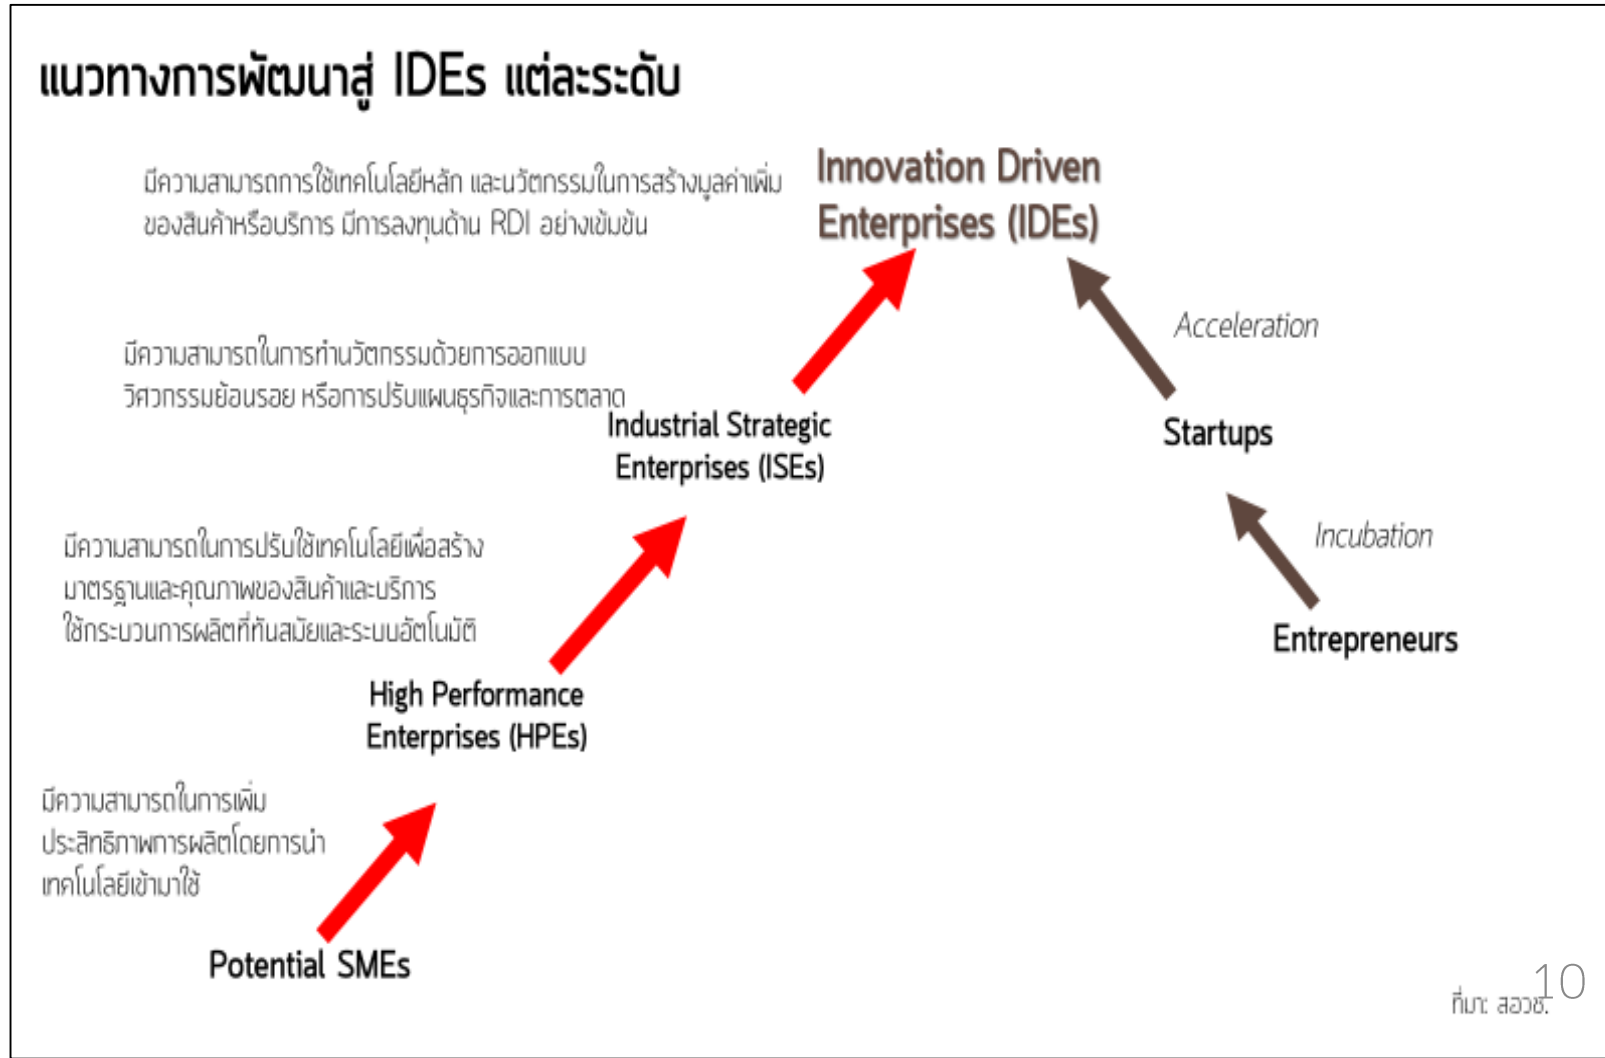 แนวทางการพัฒนาสู่ IDEs แต่ละระดับ
มีความสามารถการใช้เทคโนโลยีหลัก และนวัตกรรมในการสร้างมูลค่าเพิ่ม
ของสินค้าหรือบริการ มีการลงทุนด้าน RDI อย่างเข้มข้น
Innovation Driven
Enterprises (IDEs)
Acceleration
มีความสามารถในการทำนวัตกรรมด้วยการออกแบบ
วิศวกรรมย้อนรอย หรือการปรับแผนธุรกิจและการตลาด
Industrial Strategic
Enterprises (ISEs)
Startups
มีความสามารถในการปรับใช้เทคโนโลยีเพื่อสร้าง
มาตรฐานและคุณภาพของสินค้าและบริการ
ใช้กระบวนการผลิตที่ทันสมัยและระบบอัตโนมัติ
Incubation
Entrepreneurs
High Performance
Enterprises (HPEs)
มีความสามารถในการเพิ่ม
ประสิทธิภาพการผลิตโดยการนำ
เทคโนโลยีเข้ามาใช้
Potential SMEs
ที่มา: สอวช.
10